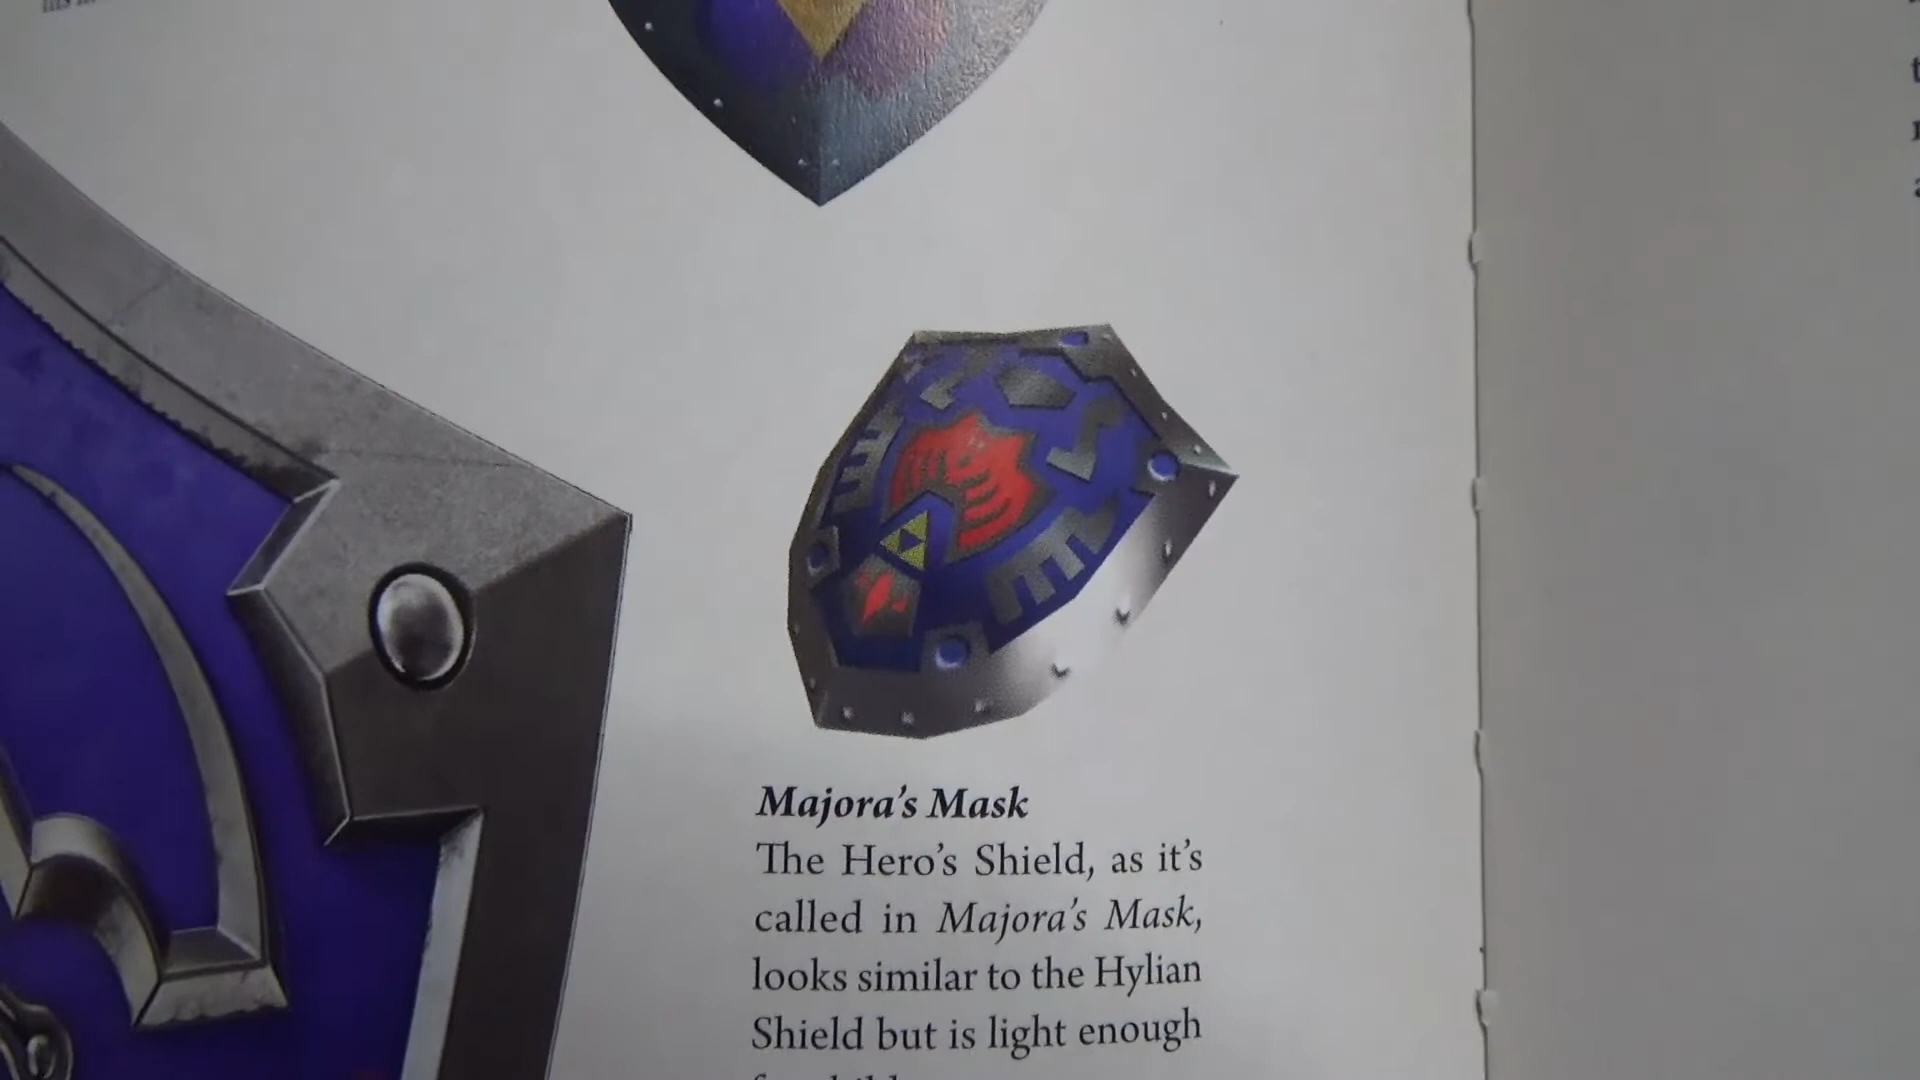 Majora's Mask
The Hero's Shield, as it's
called in Majora's Mask,
looks similar to the Hylian
Shield but is light enough